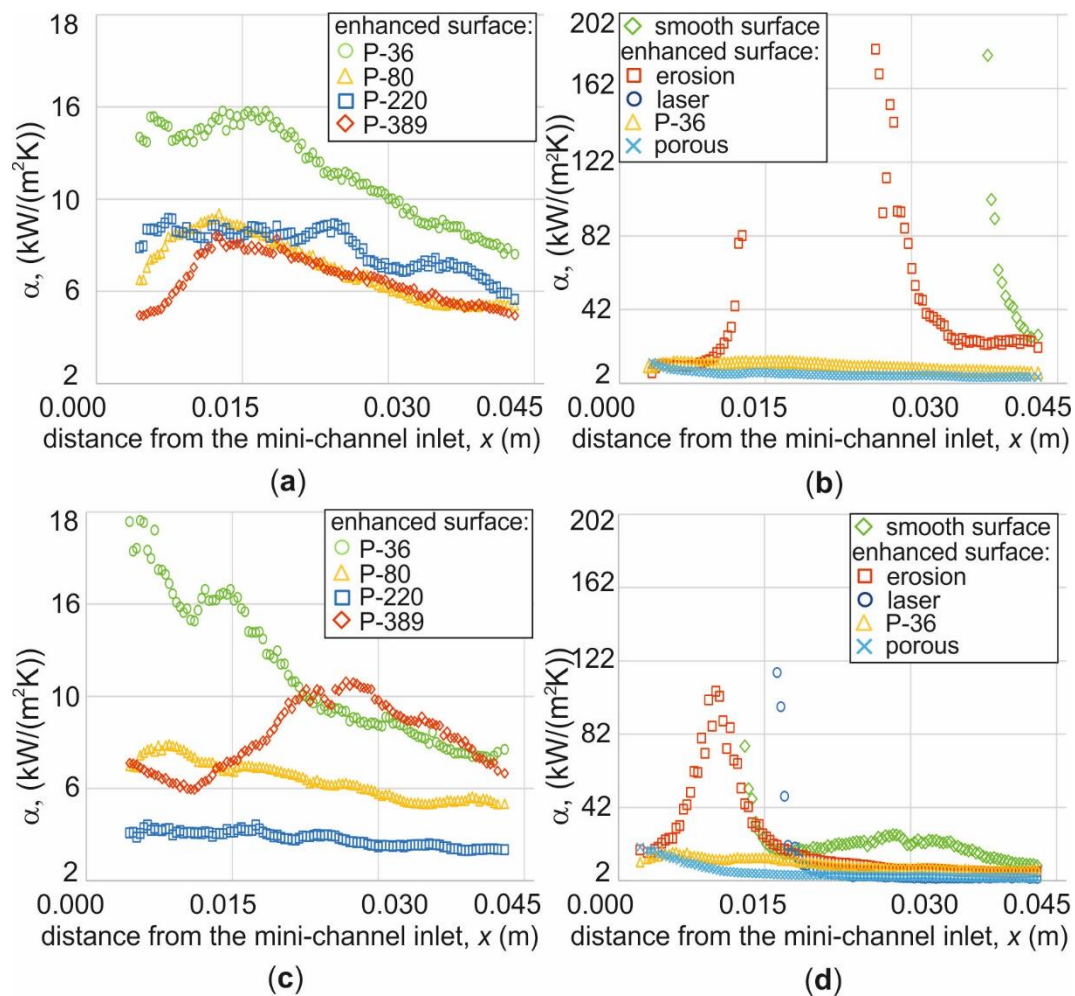 18
16
10
6
2
α, (kW/(m²K))
0.000
0.015
0.030
0.045
distance from the mini-channel inlet, x (m)
enhanced surface:
P-36
P-80
P-220
P-389
(a)
202
162
122
82
42
2
α, (kW/(m²K))
0.000
0.015
0.030
0.045
distance from the mini-channel inlet, x (m)
smooth surface
enhanced surface:
erosion
laser
P-36
porous
(b)
18
16
10
6
2
α, (kW/(m²K))
0.000
0.015
0.030
0.045
distance from the mini-channel inlet, x (m)
enhanced surface:
P-36
P-80
P-220
P-389
(c)
202
162
122
82
42
2
α, (kW/(m²K))
0.000
0.015
0.030
0.045
distance from the mini-channel inlet, x (m)
smooth surface
enhanced surface:
erosion
laser
P-36
porous
(d)